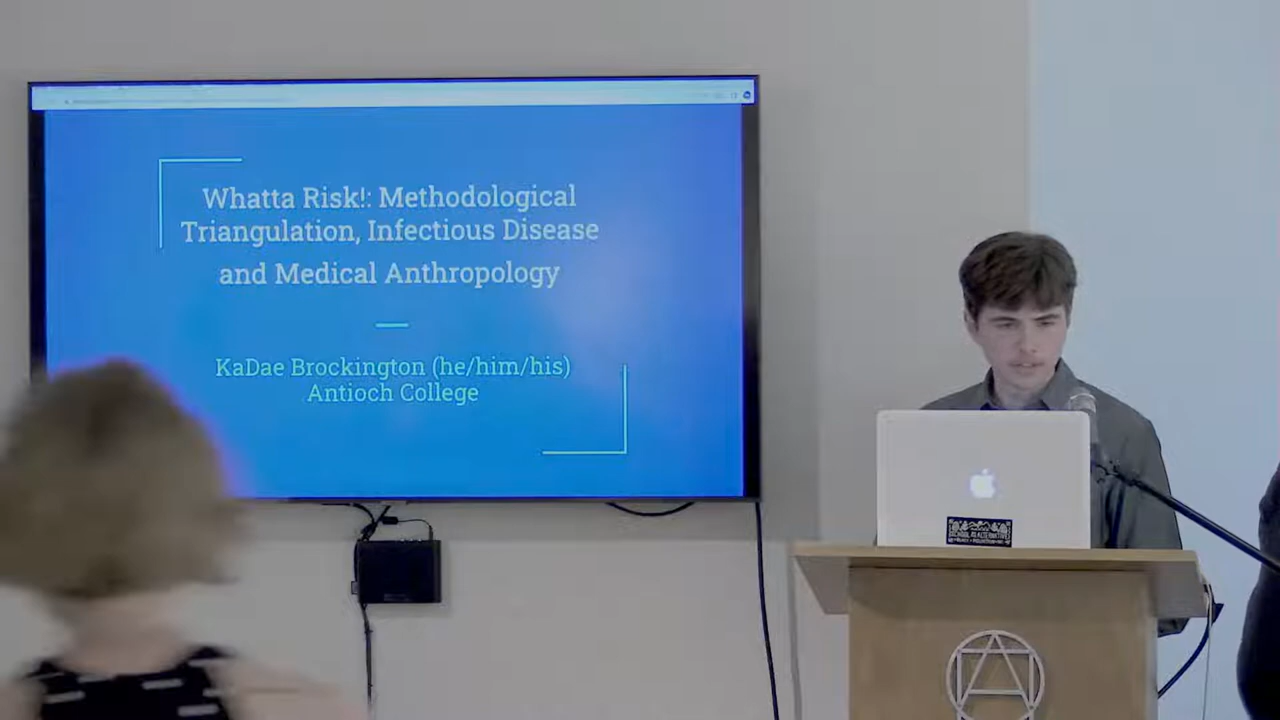 Whatta Risk!: Methodological
Triangulation, Infectious Disease
and Medical Anthropology
KaDae Brockington (he/him/his)
Antioch College